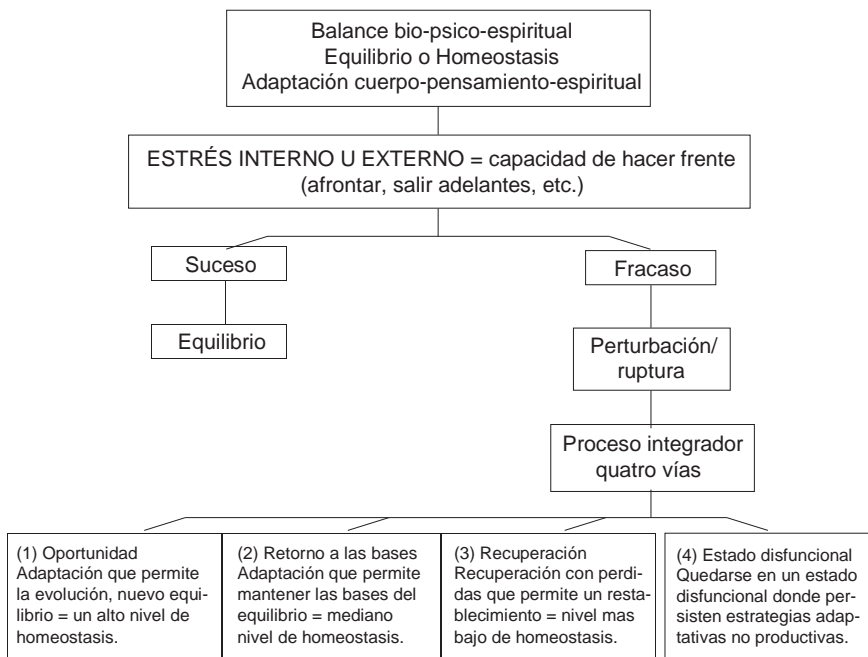 Balance bio-psico-espiritual
Equilibrio o Homeostasis
Adaptación cuerpo-pensamiento-espiritual
ESTRÉS INTERNO U EXTERNO = capacidad de hacer frente
(afrontar, salir adelantes, etc.)
Suceso
Fracaso
Equilibrio
Perturbación/
ruptura
Proceso integrador
quatro vías
(1) Oportunidad
Adaptación que permite
la evolución, nuevo equi-
librio = un alto nivel de
homeostasis.
(2) Retorno a las bases
Adaptación que permite
mantener las bases del
equilibrio = mediano
nivel de homeostasis.
(3) Recuperación
Recuperación con perdidas
que permite un resta-
blecimiento = nivel mas
bajo de homeostasis.
(4) Estado disfuncional
Quedarse en un estado
disfuncional donde per-
sisten estrategias adap-
tativas no productivas.